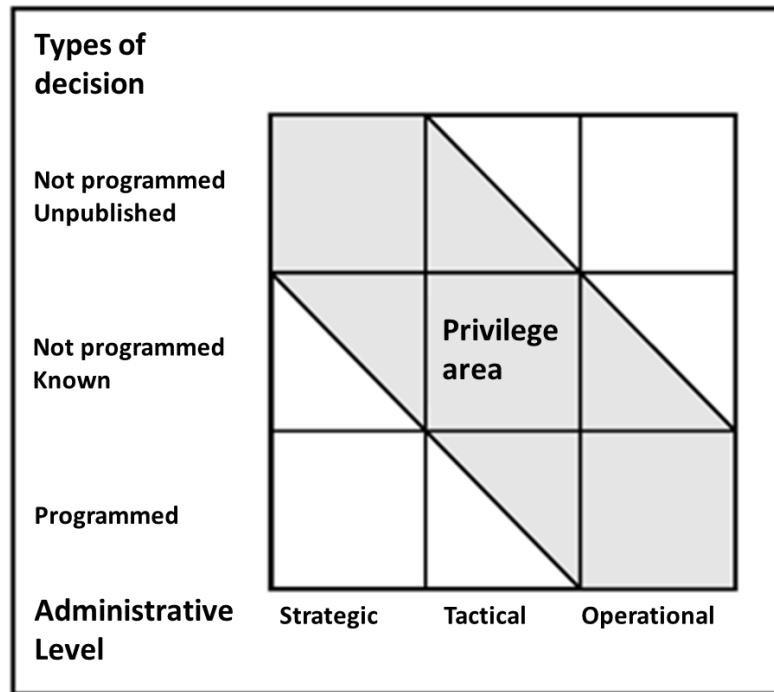 Types of
decision
Not programmed
Unpublished
Not programmed
Known
Privilege
area
Programmed
Administrative
Level
Strategic
Tactical
Operational